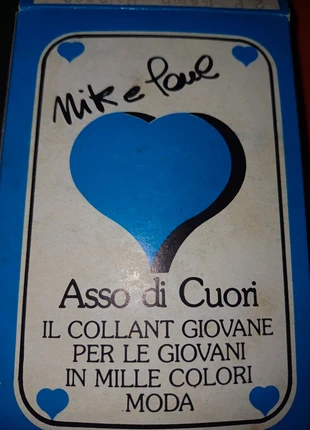 Mike Paul
Asso di Cuori
IL COLLANT GIOVANE
PER LE GIOVANI
IN MILLE COLORI
MODA